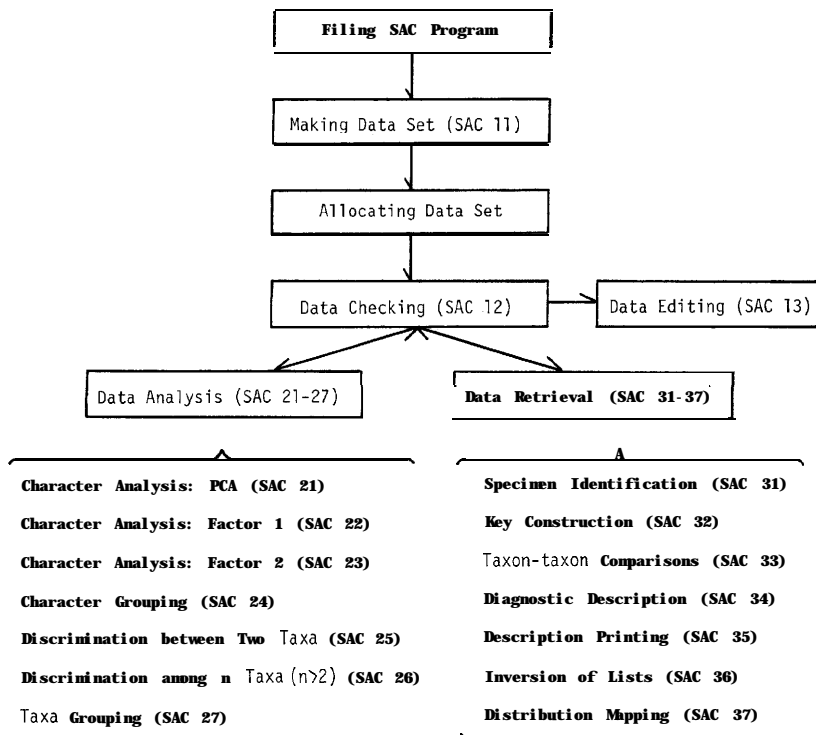 Filing SAC Program
Making Data Set (SAC 11)
Allocating Data Set
Data Checking (SAC 12)
Data Editing (SAC 13)
Data Analysis (SAC 21-27)
Data Retrieval (SAC 31-37)
A
Character Analysis: PCA (SAC 21)
Character Analysis: Factor 1 (SAC 22)
Character Analysis: Factor 2 (SAC 23)
Character Grouping (SAC 24)
Discrimination between Two Taxa (SAC 25)
Discrimination among n Taxa (n>2) (SAC 26)
Taxa Grouping (SAC 27)
Specimen Identification (SAC 31)
Key Construction (SAC 32)
Taxon-taxon Comparisons (SAC 33)
Diagnostic Description (SAC 34)
Description Printing (SAC 35)
Inversion of Lists (SAC 36)
Distribution Mapping (SAC 37)